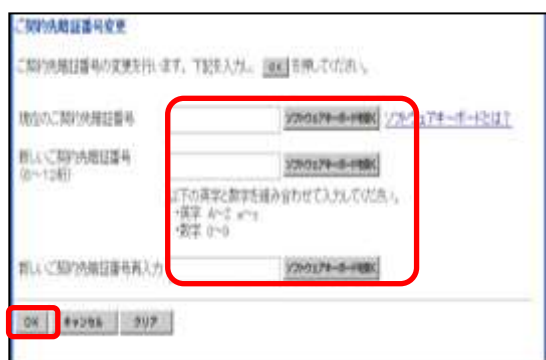 ご契約先暗証番号変更
ご契約先暗証番号の変更を行います。下記を入力し、 OK を押してください。
現在のご契約先暗証番号 ソフトウェアキーボードを開く ソフトウェアキーボードとは?
新しいご契約先暗証番号 ソフトウェアキーボードを開く
(6~12桁)
以下の英字と数字を組み合わせて入力してください。
・英字 A~Z a~z
・数字 0~9
新しいご契約先暗証番号再入力 ソフトウェアキーボードを開く
OK キャンセル クリア